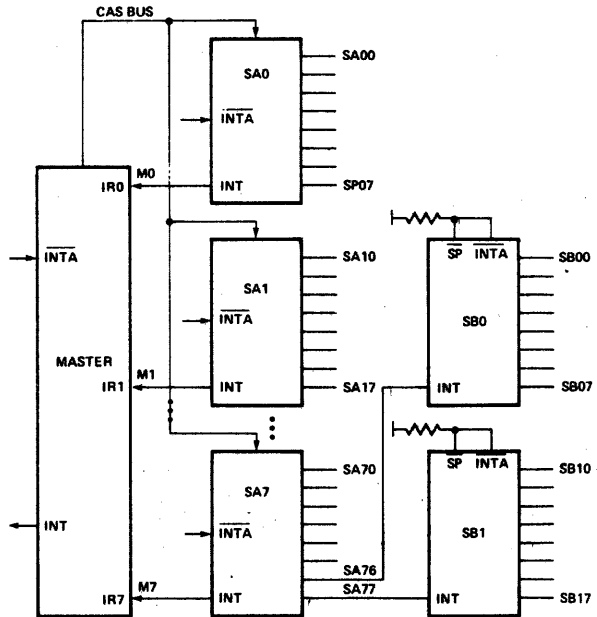 CAS BUS
SA0
SA00
INTA
INT
SP07
M0
IR0
INTA
MASTER
SA1
SA10
INTA
INT
SA17
M1
IR1
SP INTA
SB00
SB0
INT
SB07
SA7
SA70
INTA
SA76
SA77
INT
M7
IR7
INT
SP INTA
SB10
SB1
INT
SB17